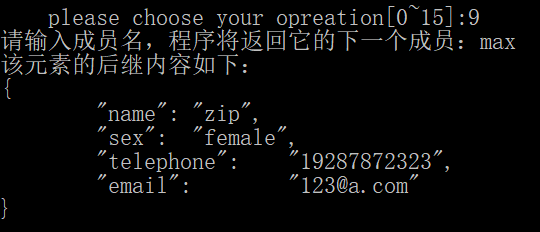 please choose your opreation[0~15]:9
请输入成员名，程序将返回它的下一个成员：max
该元素的后继内容如下：
{
"name": "zip",
"sex": "female",
"telephone": "19287872323",
"email": "123@a.com"
}